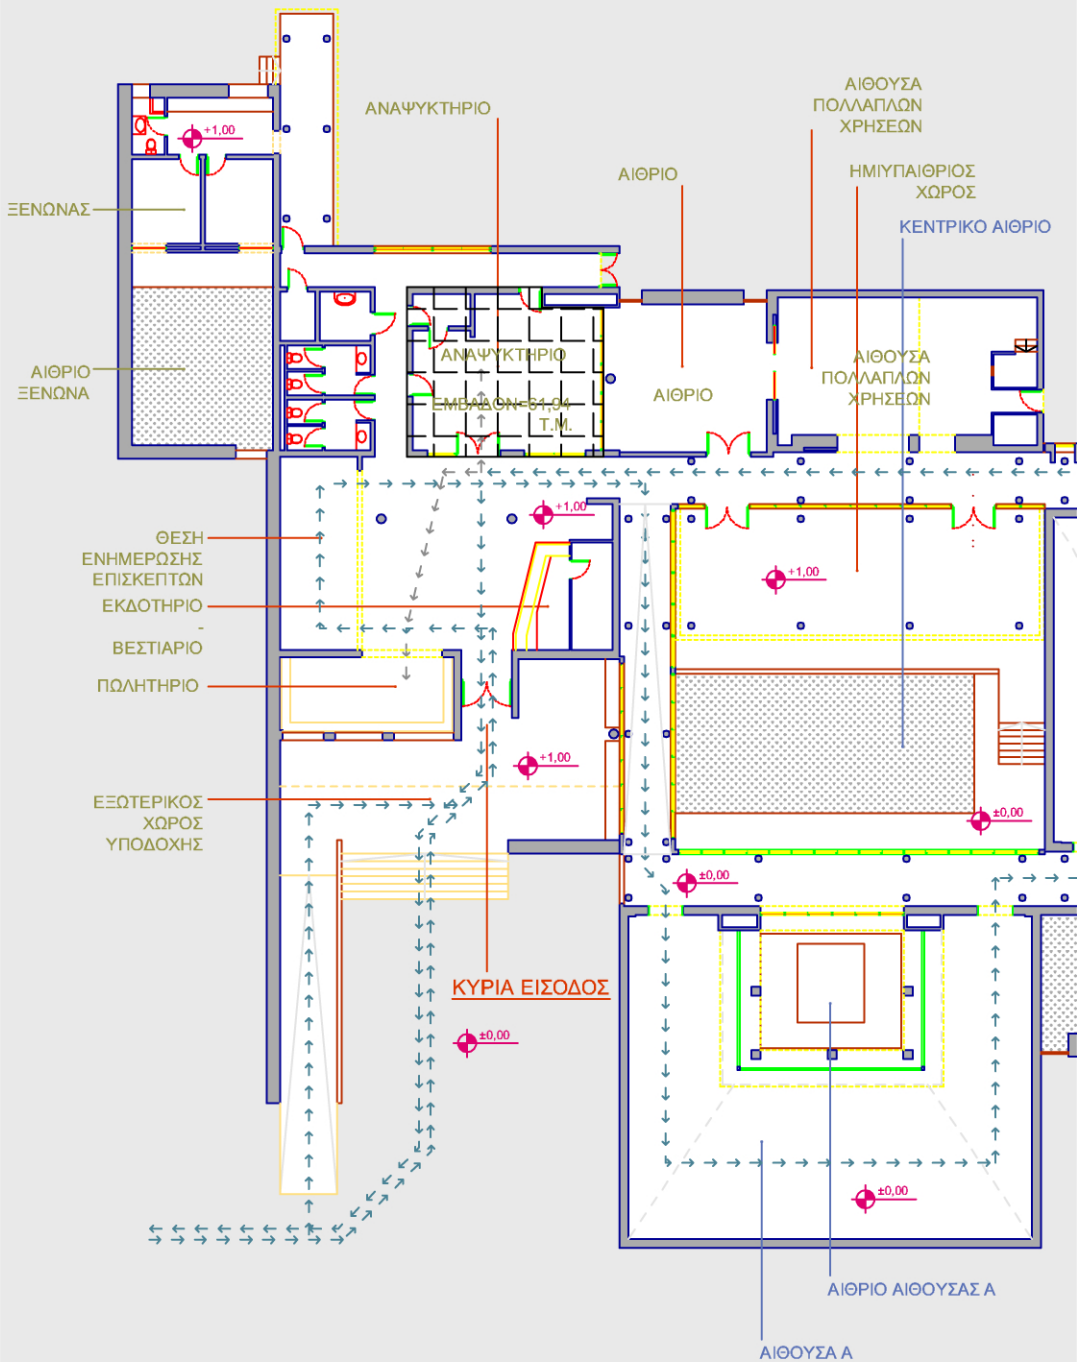 ΑΝΑΨΥΚΤΗΡΙΟ
ΑΙΘΟΥΣΑ
ΠΟΛΛΑΠΛΩΝ
ΧΡΗΣΕΩΝ
+1,00
ΑΙΘΡΙΟ
ΗΜΙΥΠΑΙΘΡΙΟΣ
ΧΩΡΟΣ
ΞΕΝΩΝΑΣ
ΚΕΝΤΡΙΚΟ ΑΙΘΡΙΟ
ΑΝΑΨΥΚΤΗΡΙΟ
ΕΜΒΑΔΟΝ=61,94
Τ.Μ.
ΑΙΘΡΙΟ
ΑΙΘΟΥΣΑ
ΠΟΛΛΑΠΛΩΝ
ΧΡΗΣΕΩΝ
ΑΙΘΡΙΟ
ΞΕΝΩΝΑ
+1,00
ΘΕΣΗ
ΕΝΗΜΕΡΩΣΗΣ
ΕΠΙΣΚΕΠΤΩΝ
+1,00
ΕΚΔΟΤΗΡΙΟ
-
ΒΕΣΤΙΑΡΙΟ
ΠΩΛΗΤΗΡΙΟ
+1,00
ΕΞΩΤΕΡΙΚΟΣ
ΧΩΡΟΣ
ΥΠΟΔΟΧΗΣ
±0,00
±0,00
ΚΥΡΙΑ ΕΙΣΟΔΟΣ
±0,00
±0,00
ΑΙΘΡΙΟ ΑΙΘΟΥΣΑΣ Α
ΑΙΘΟΥΣΑ Α